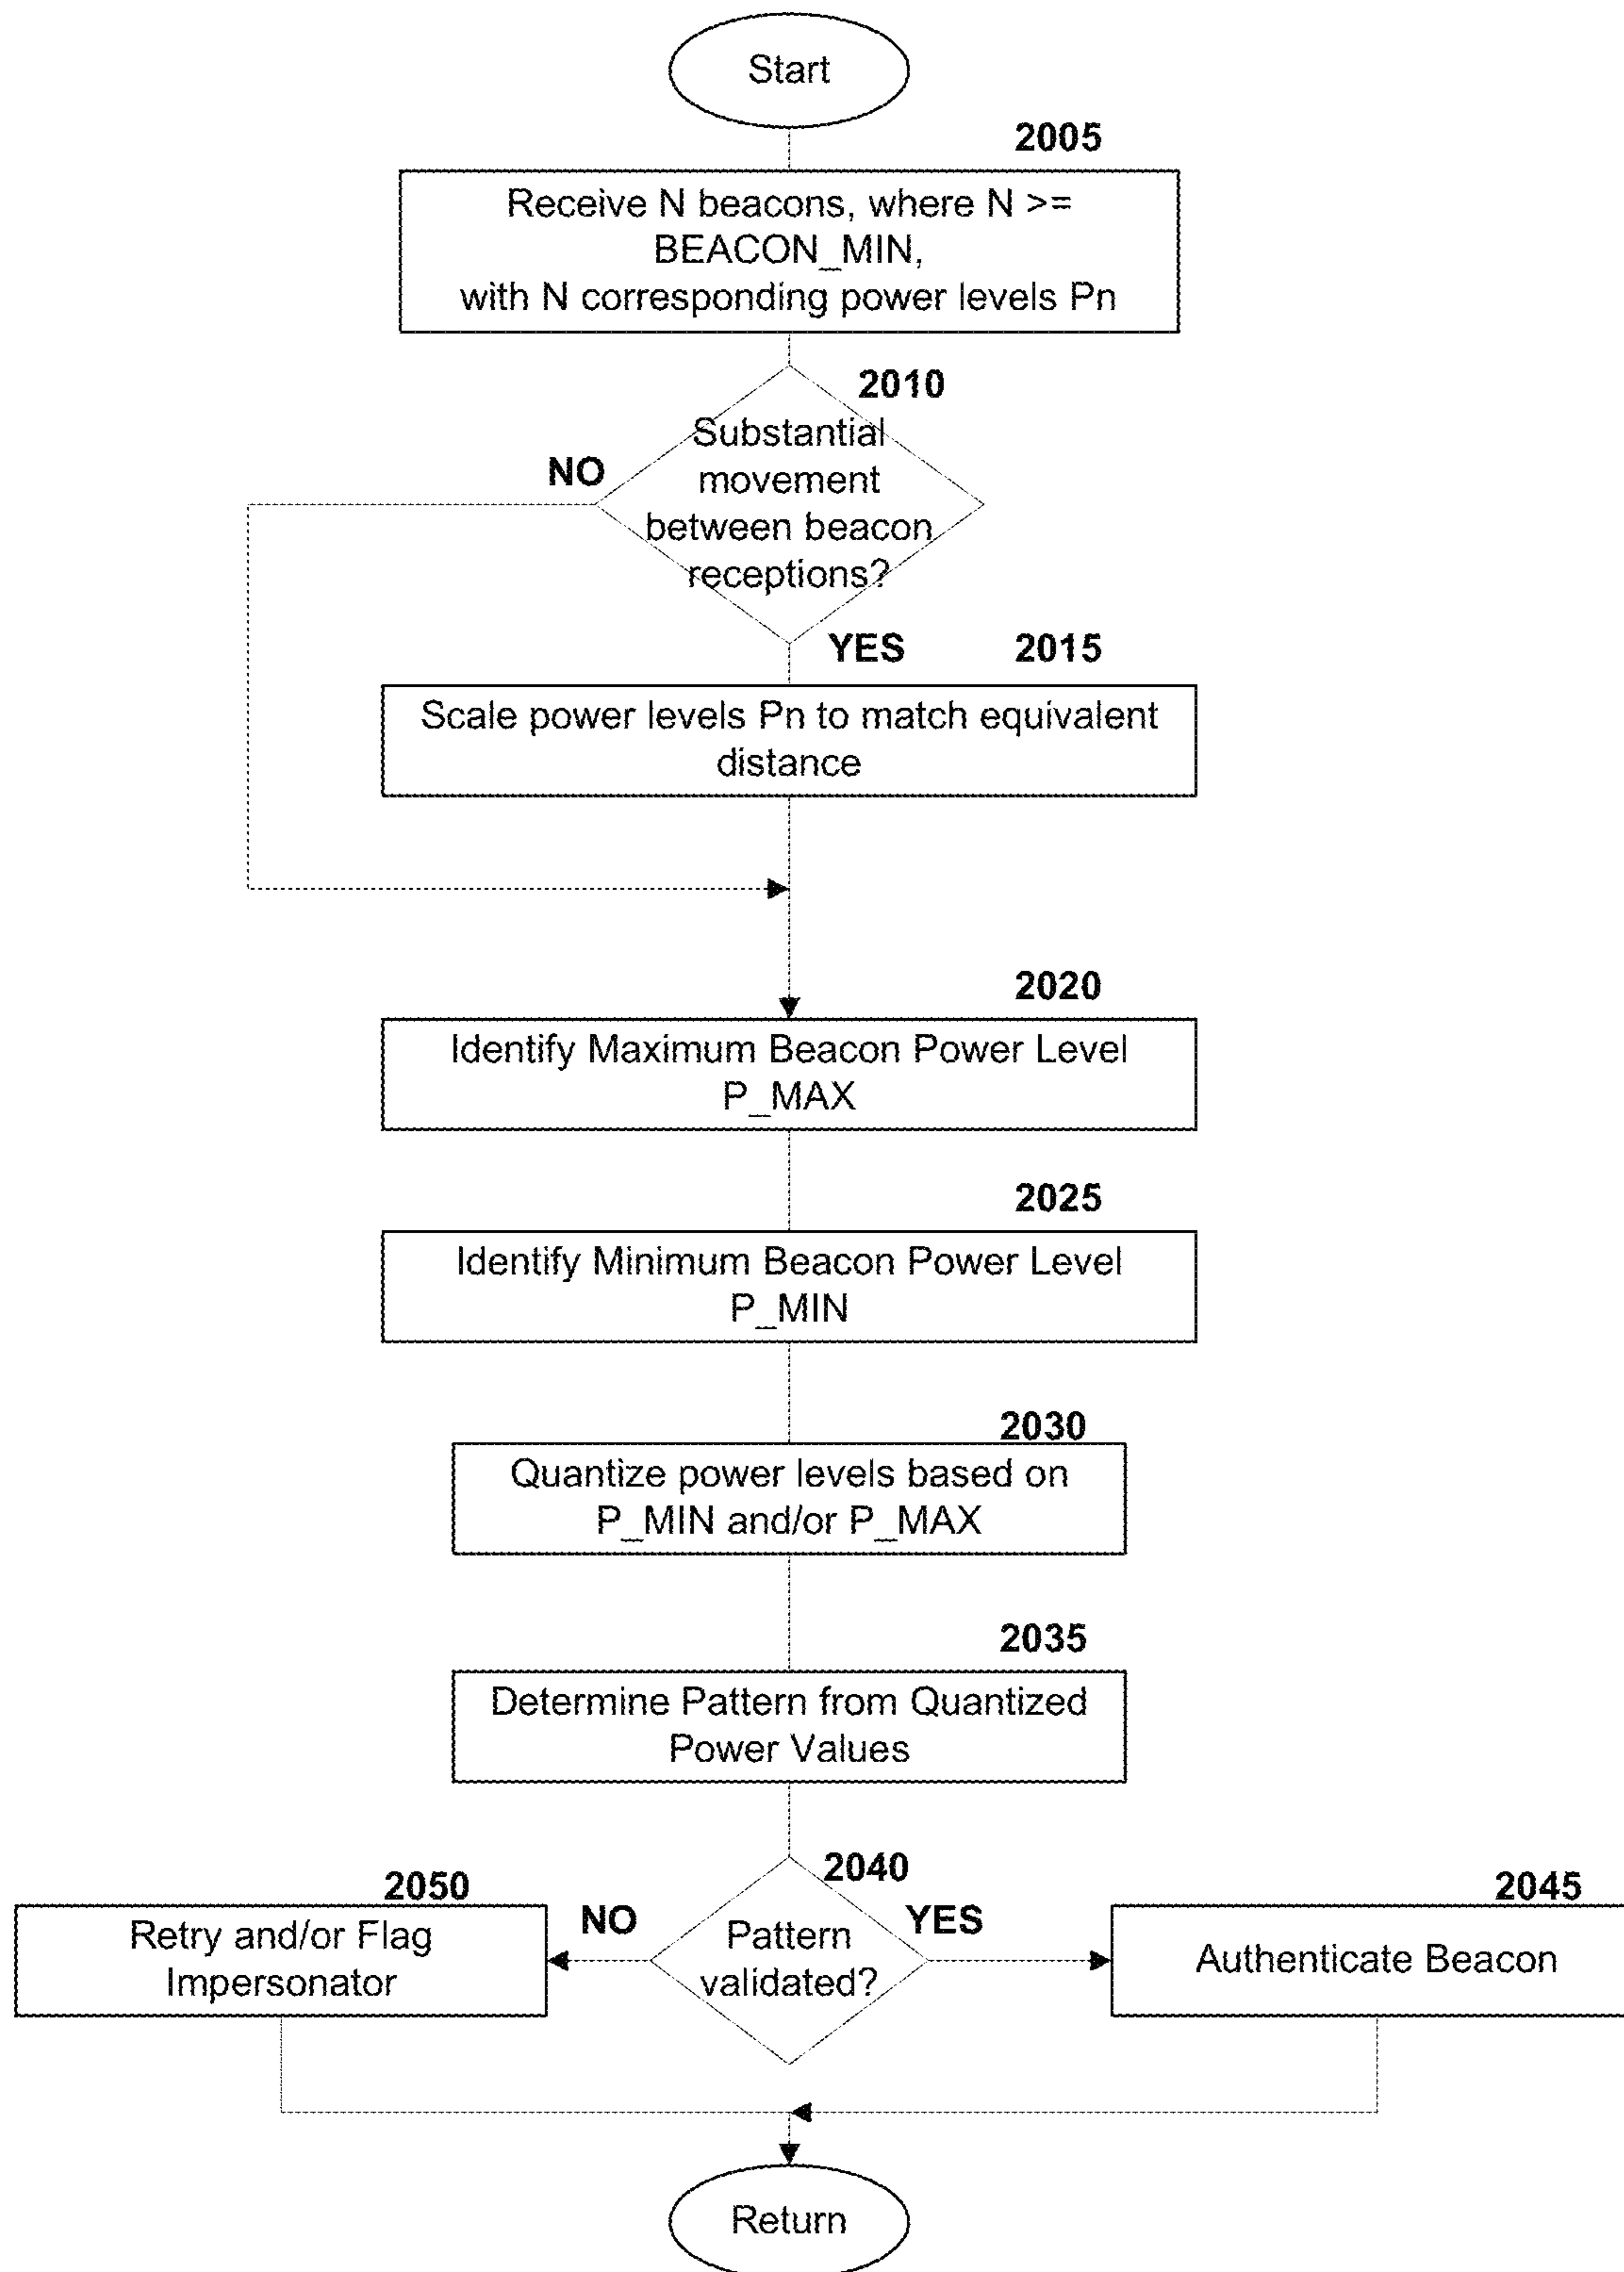 Start
2005
Receive N beacons, where N >=
BEACON_MIN,
with N corresponding power levels Pn
2010
Substantial
movement
between beacon
receptions?
NO
YES
2015
Scale power levels Pn to match equivalent
distance
2020
Identify Maximum Beacon Power Level
P_MAX
2025
Identify Minimum Beacon Power Level
P_MIN
2030
Quantize power levels based on
P_MIN and/or P_MAX
2035
Determine Pattern from Quantized
Power Values
2040
Pattern
validated?
NO
YES
2050
Retry and/or Flag
Impersonator
2045
Authenticate Beacon
Return